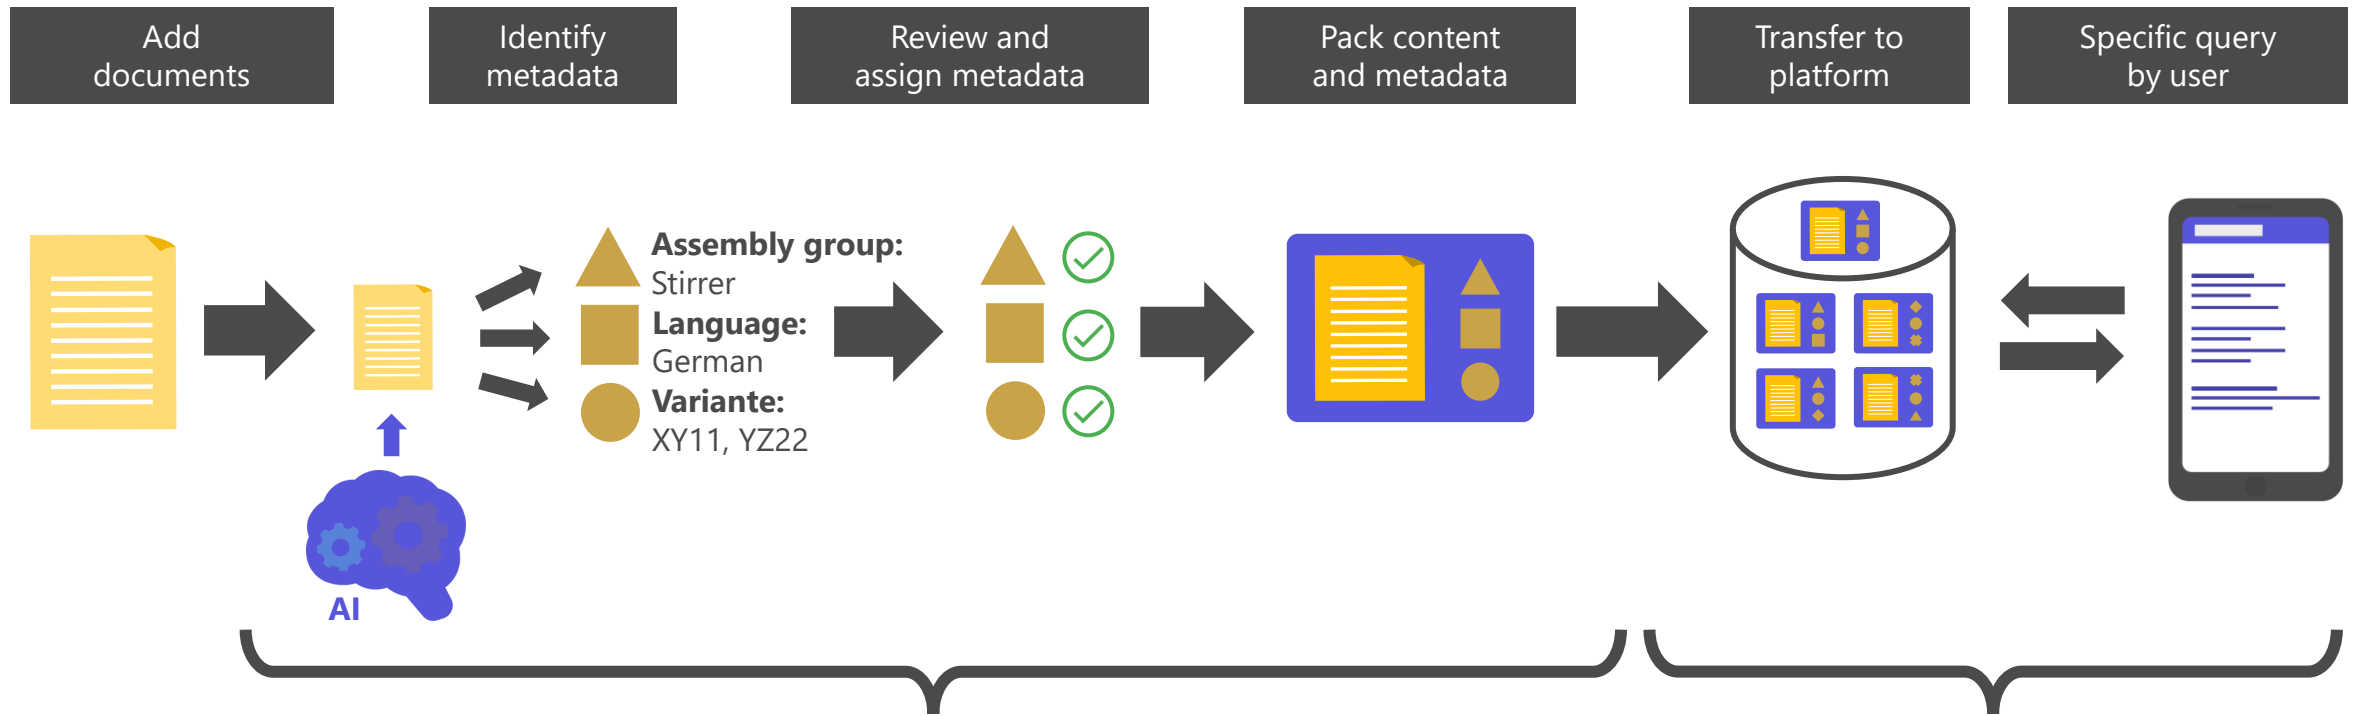 Add
documents
Identify
metadata
Review and
assign metadata
Pack content
and metadata
Transfer to
platform
Specific query
by user
Assembly group:
Stirrer
Language:
German
Variante:
XY11, YZ22
AI